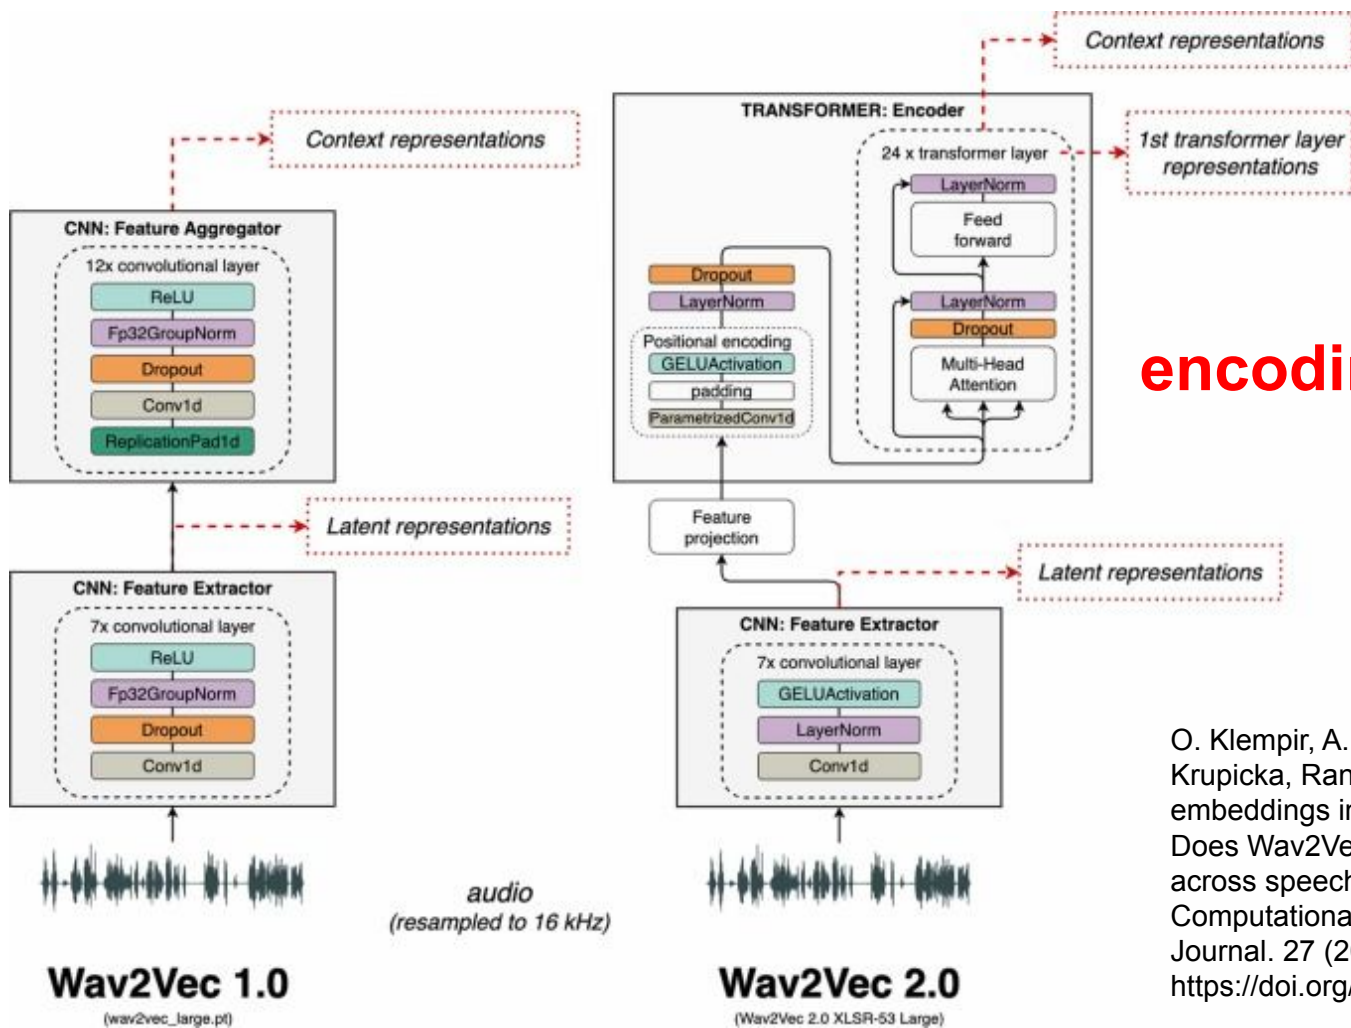 Context representations
CNN: Feature Aggregator
12x convolutional layer
ReLU
Fp32GroupNorm
Dropout
Conv1d
ReplicationPad1d
Latent representations
CNN: Feature Extractor
7x convolutional layer
ReLU
Fp32GroupNorm
Dropout
Conv1d
audio
(resampled to 16 kHz)
Wav2Vec 1.0
(wav2vec_large.pt)
Context representations
TRANSFORMER: Encoder
24 x transformer layer
1st transformer layer
representations
LayerNorm
Feed
forward
LayerNorm
Dropout
Multi-Head
Attention
Dropout
LayerNorm
Positional encoding
GELUActivation
padding
ParametrizedConv1d
Feature
projection
Latent representations
CNN: Feature Extractor
7x convolutional layer
GELUActivation
LayerNorm
Conv1d
Wav2Vec 2.0
(Wav2Vec 2.0 XLSR-53 Large)
encodin
O. Klempir, A.
Krupicka, Ran
embeddings in
Does Wav2Ve
across speech
Computationa
Journal. 27 (2
https://doi.org/